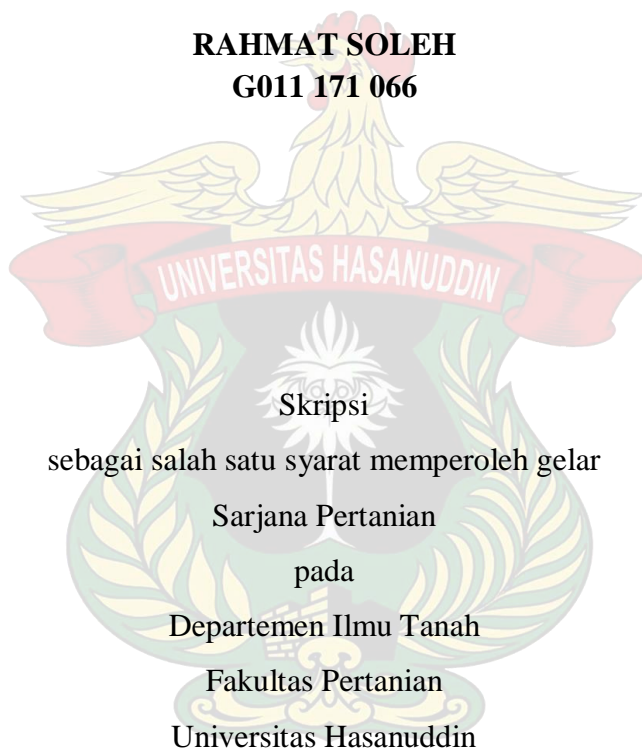 RAHMAT SOLEH
G011 171 066
UNIVERSITAS HASANUDDIN
Skripsi
sebagai salah satu syarat memperoleh gelar
Sarjana Pertanian
pada
Departemen Ilmu Tanah
Fakultas Pertanian
Universitas Hasanuddin